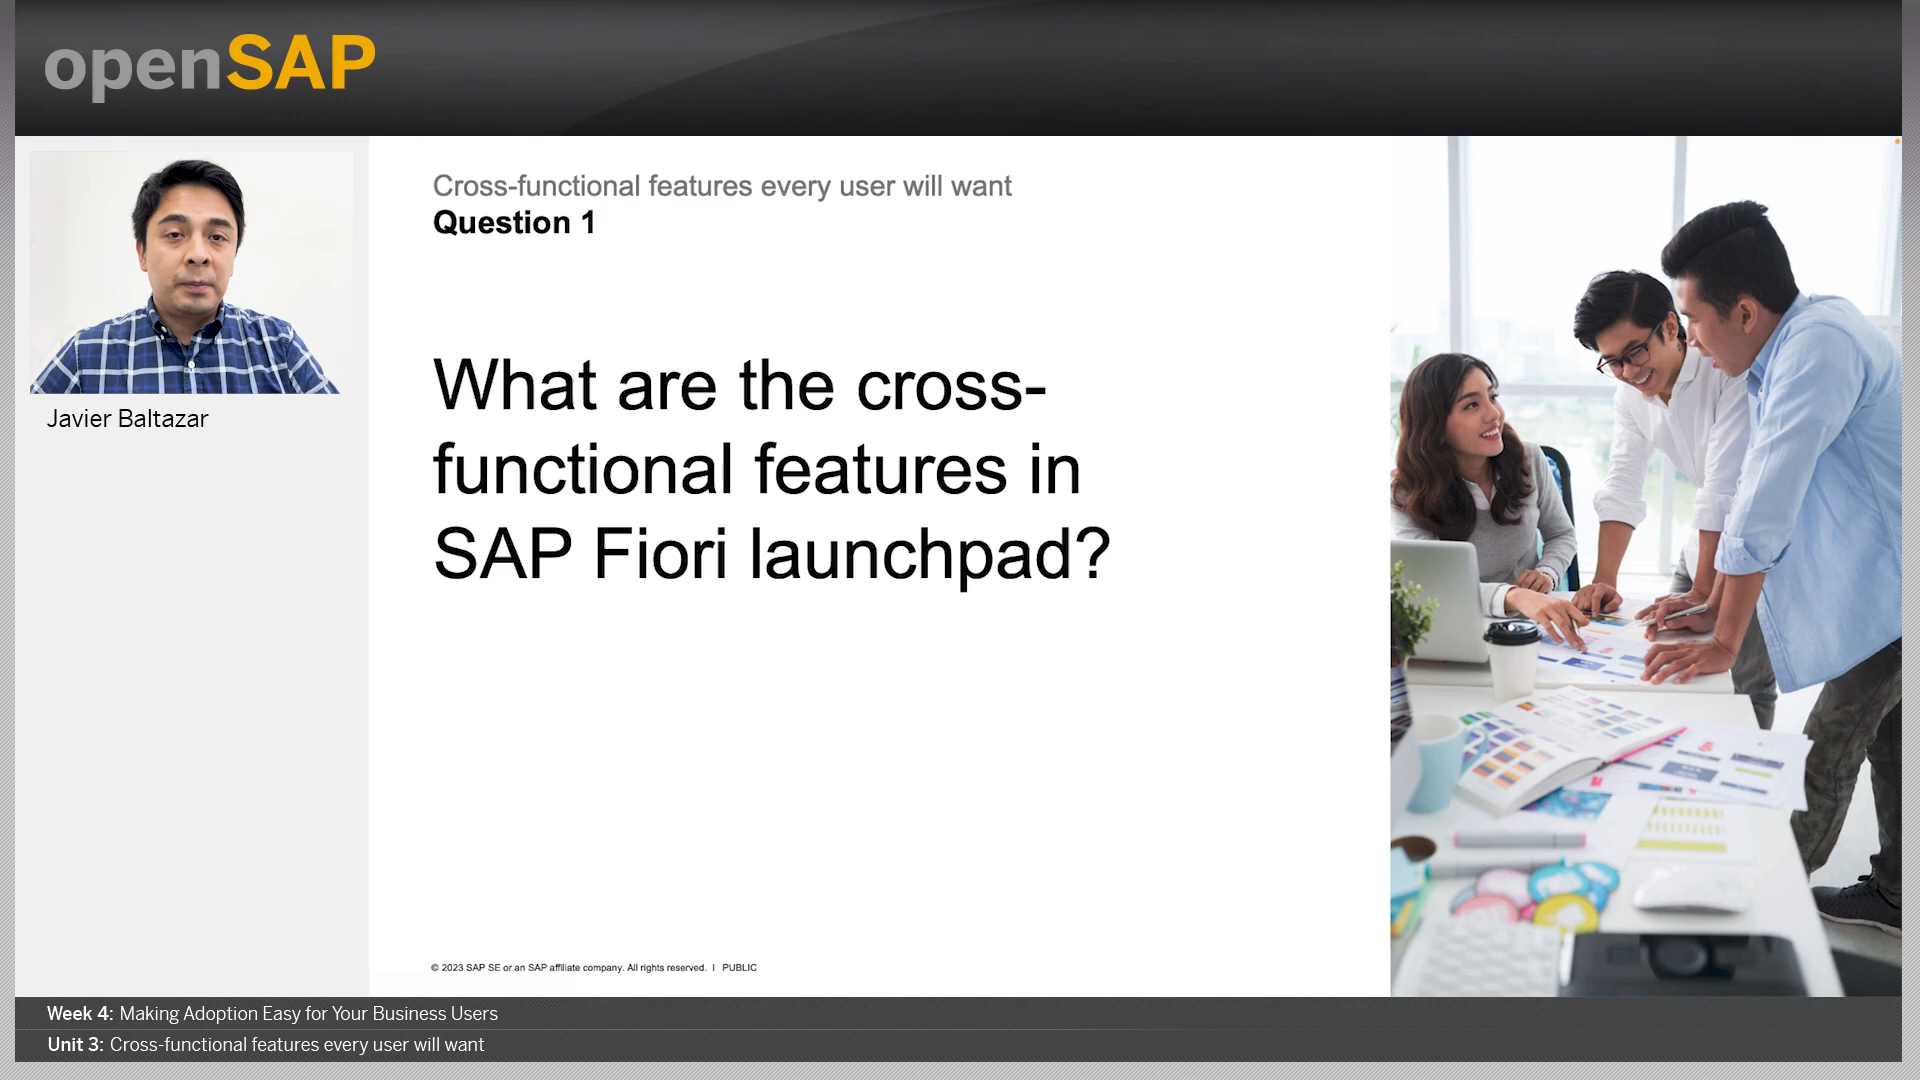 openSAP
Javier Baltazar
Cross-functional features every user will want
Question 1
What are the cross-
functional features in
SAP Fiori launchpad?
© 2023 SAP SE or an SAP affiliate company. All rights reserved. I PUBLIC
Week 4: Making Adoption Easy for Your Business Users
Unit 3: Cross-functional features every user will want